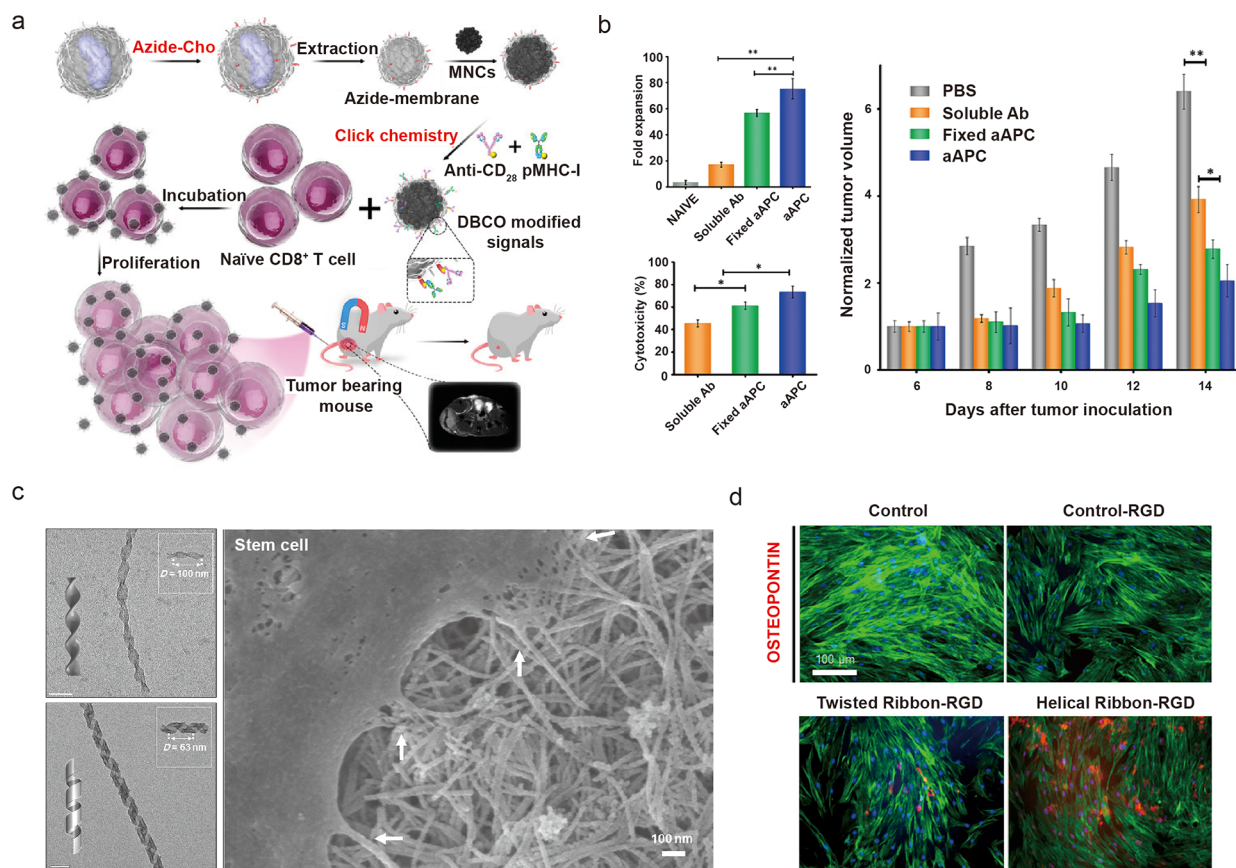 a
Azide-Cho
Extraction
MNCs
Azide-membrane
Click chemistry
Anti-CD28 pMHC-I
Incubation
DBCO modified
signals
Naïve CD8+ T cell
Proliferation
S
N
Tumor bearing
mouse
b
Fold expansion
100
80
60
40
20
0
**
**
NAIVE
Soluble Ab
Fixed aAPC
aAPC
Cytotoxicity (%)
100
80
60
40
20
0
*
*
Soluble Ab
Fixed aAPC
aAPC
Normalized tumor volume
6
4
2
0
PBS
Soluble Ab
Fixed aAPC
aAPC
**
*
6
8
10
12
14
Days after tumor inoculation
c
D = 100 nm
D = 63 nm
Stem cell
100 nm
d
Control
Control-RGD
OSTEOPONTIN
100 µm
Twisted Ribbon-RGD
Helical Ribbon-RGD